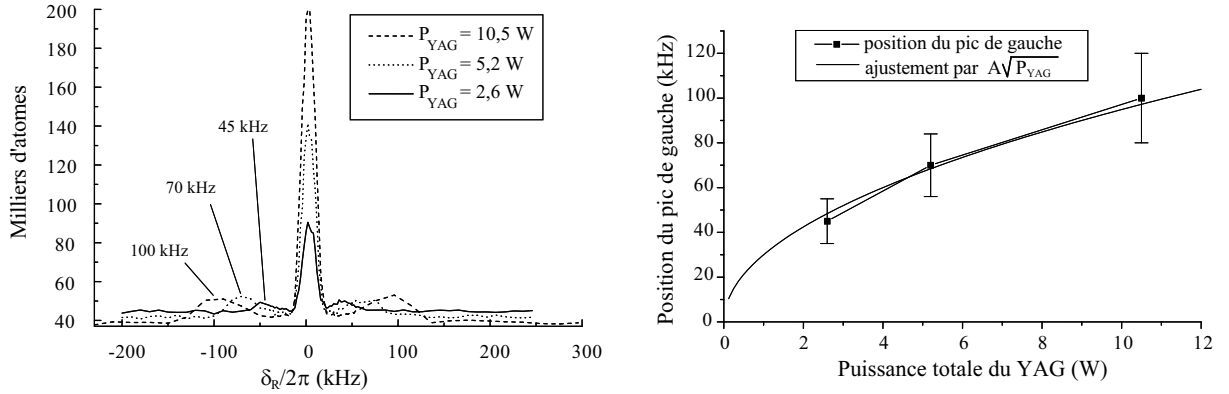 200
180
160
140
120
100
80
60
40
Milliers d'atomes
P_YAG = 10,5 W
P_YAG = 5,2 W
P_YAG = 2,6 W
45 kHz
70 kHz
100 kHz
-200 -100 0 100 200 300
δ_R/2π (kHz)
120
100
80
60
40
20
0
Position du pic de gauche (kHz)
position du pic de gauche
ajustement par A√P_YAG
0 2 4 6 8 10 12
Puissance totale du YAG (W)